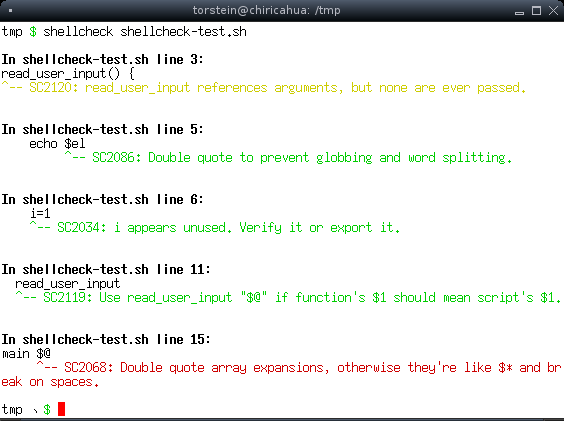 torstein@chiricahua: /tmp
tmp $ shellcheck shellcheck-test.sh
In shellcheck-test.sh line 3:
read_user_input() {
^-- SC2120: read_user_input references arguments, but none are ever passed.
In shellcheck-test.sh line 5:
echo $el
^-- SC2086: Double quote to prevent globbing and word splitting.
In shellcheck-test.sh line 6:
i=1
^-- SC2034: i appears unused. Verify it or export it.
In shellcheck-test.sh line 11:
read_user_input
^-- SC2119: Use read_user_input "$@" if function's $1 should mean script's $1.
In shellcheck-test.sh line 15:
main $@
^-- SC2068: Double quote array expansions, otherwise they're like $* and br
eak on spaces.
tmp 、$